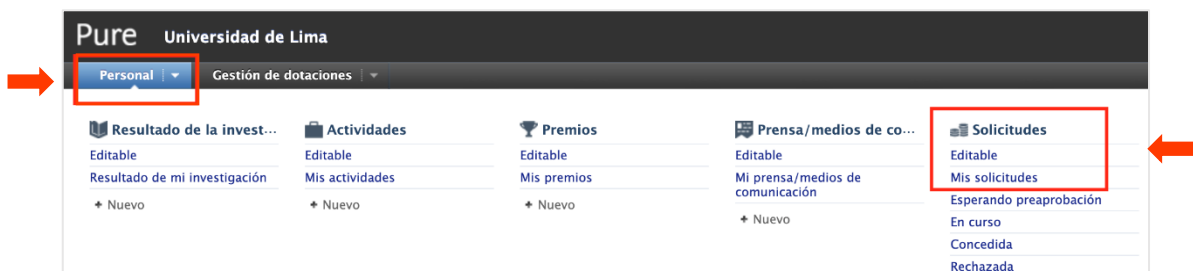 Pure Universidad de Lima
Personal Gestión de dotaciones
Resultado de la invest...
Editable
Resultado de mi investigación
+ Nuevo
Actividades
Editable
Mis actividades
+ Nuevo
Premios
Editable
Mis premios
+ Nuevo
Prensa/medios de co...
Editable
Mi prensa/medios de
comunicación
+ Nuevo
Solicitudes
Editable
Mis solicitudes
Esperando preaprobación
En curso
Concedida
Rechazada